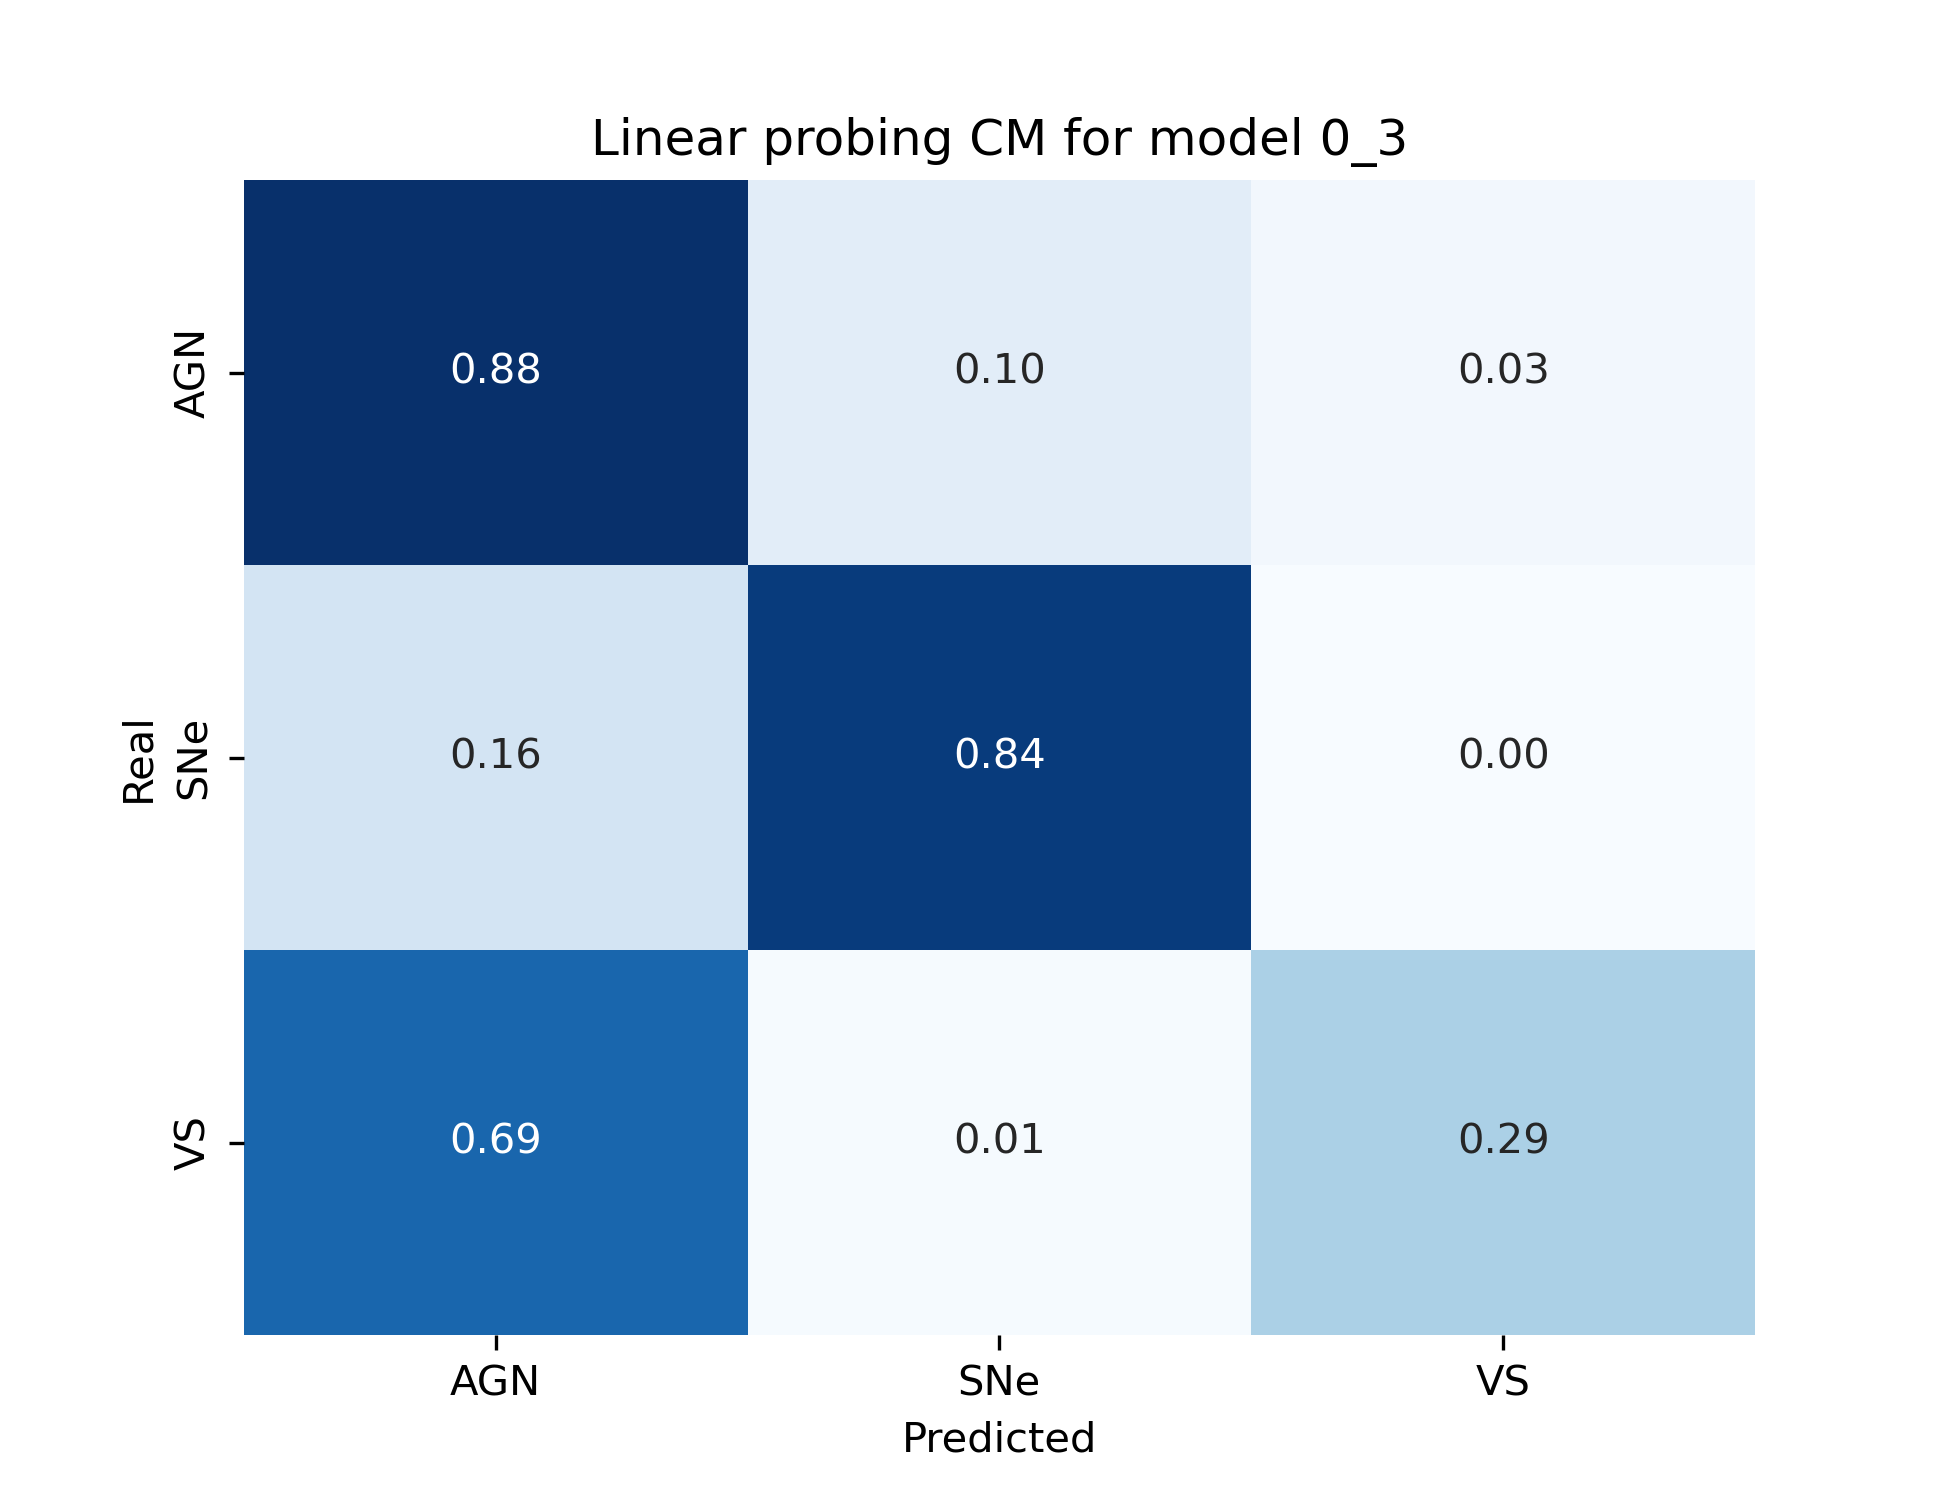 Linear probing CM for model 0_3
AGN
0.88
0.10
0.03
Real
SNe
0.16
0.84
0.00
VS
0.69
0.01
0.29
AGN
SNe
VS
Predicted